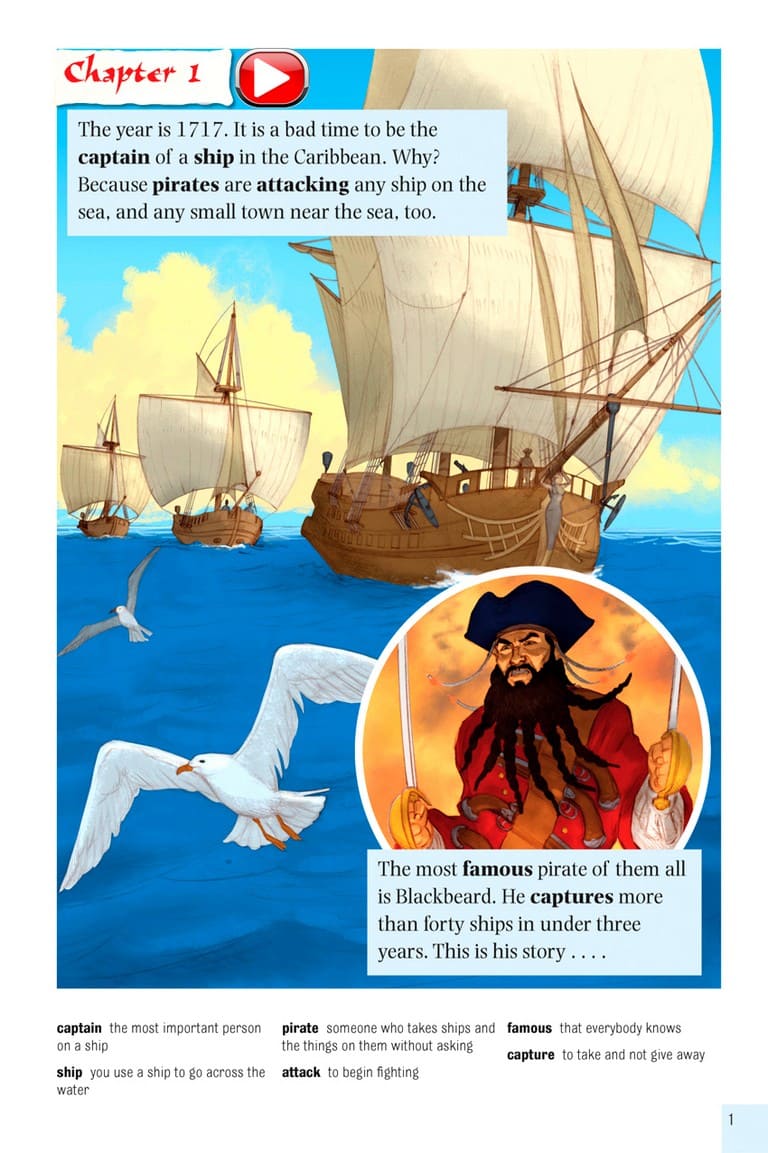 Chapter 1
The year is 1717. It is a bad time to be the
captain of a ship in the Caribbean. Why?
Because pirates are attacking any ship on the
sea, and any small town near the sea, too.
The most famous pirate of them all
is Blackbeard. He captures more
than forty ships in under three
years. This is his story . . . .
captain the most important person
on a ship
ship you use a ship to go across the
water
pirate someone who takes ships and
the things on them without asking
attack to begin fighting
famous that everybody knows
capture to take and not give away
1